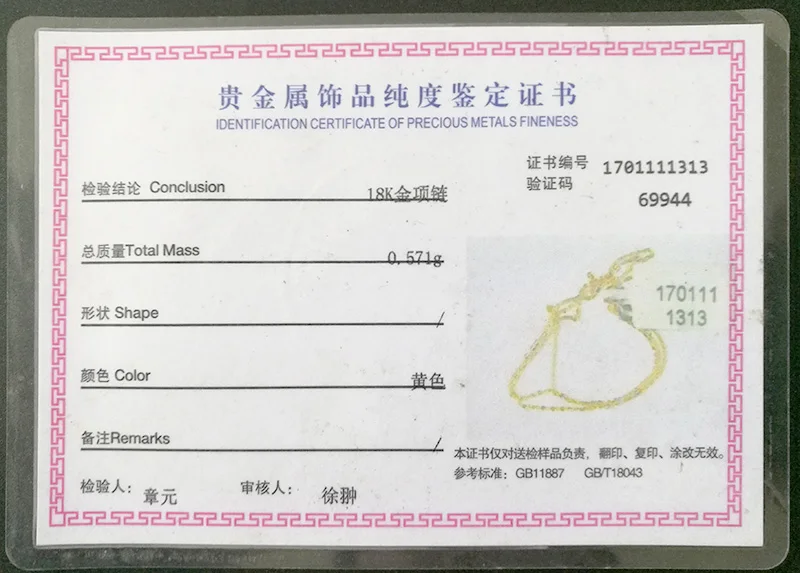 贵金属饰品纯度鉴定证书
IDENTIFICATION CERTIFICATE OF PRECIOUS METALS FINENESS
证书编号 1701111313
验证码 69944
检验结论 Conclusion 18K金项链
总质量Total Mass 0.571g
形状 Shape /
颜色 Color 黄色
备注Remarks /
170111
1313
本证书仅对送检样品负责，翻印、复印、涂改无效。
参考标准：GB11887 GB/T18043
检验人：章元 审核人：徐翀